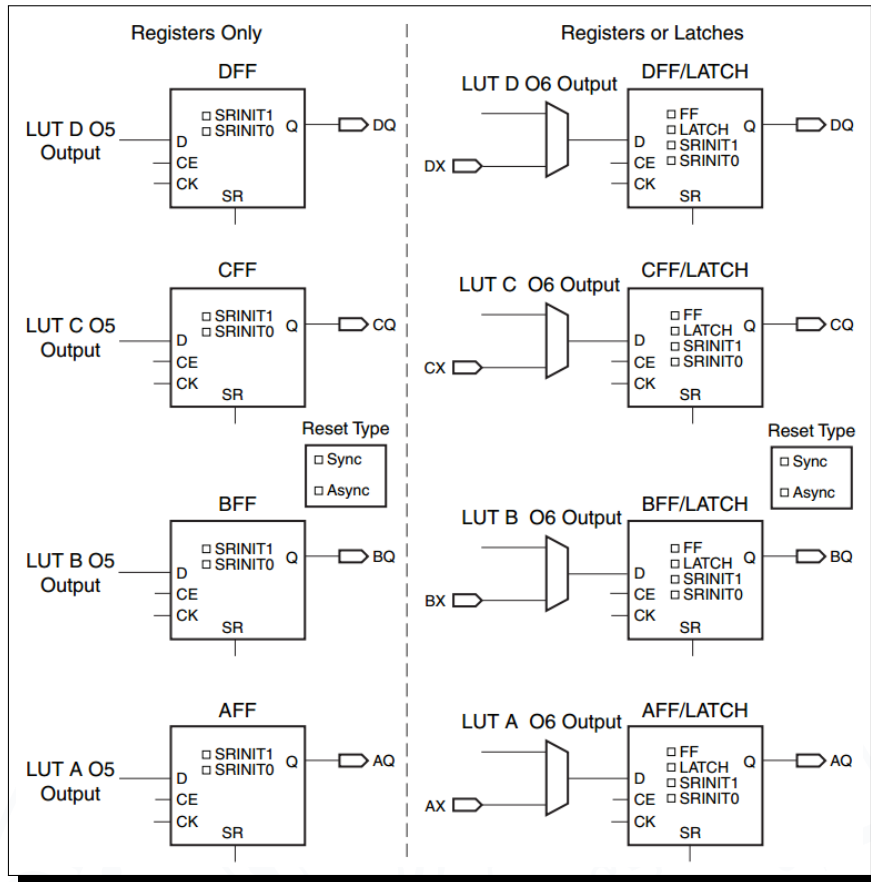 Registers Only
Registers or Latches
DFF
LUT D O5
Output
SRINIT1
SRINIT0
D
CE
CK
SR
Q
DQ
LUT D O6 Output
DX
DFF/LATCH
FF
LATCH
SRINIT1
SRINIT0
D
CE
CK
SR
Q
DQ
CFF
LUT C O5
Output
SRINIT1
SRINIT0
D
CE
CK
SR
Q
CQ
LUT C O6 Output
CX
CFF/LATCH
FF
LATCH
SRINIT1
SRINIT0
D
CE
CK
SR
Q
CQ
Reset Type
Sync
Async
Reset Type
Sync
Async
BFF
LUT B O5
Output
SRINIT1
SRINIT0
D
CE
CK
SR
Q
BQ
LUT B O6 Output
BX
BFF/LATCH
FF
LATCH
SRINIT1
SRINIT0
D
CE
CK
SR
Q
BQ
AFF
LUT A O5
Output
SRINIT1
SRINIT0
D
CE
CK
SR
Q
AQ
LUT A O6 Output
AX
AFF/LATCH
FF
LATCH
SRINIT1
SRINIT0
D
CE
CK
SR
Q
AQ